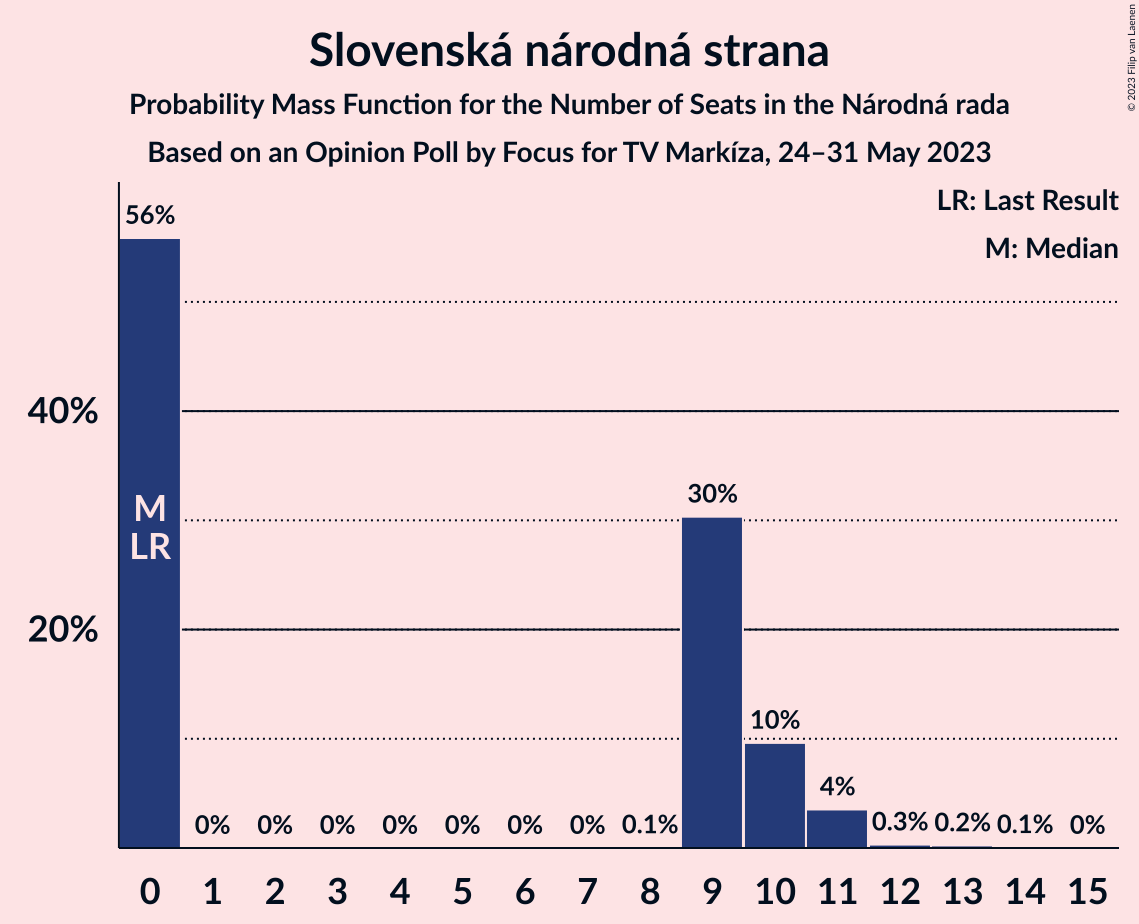 Slovenská národná strana
Probability Mass Function for the Number of Seats in the Národná rada
Based on an Opinion Poll by Focus for TV Markíza, 24–31 May 2023
© 2023 Filip van Laenen
LR: Last Result
M: Median
56%
40%
20%
M
LR
0% 0% 0% 0% 0% 0% 0% 0.1% 30% 10% 4% 0.3% 0.2% 0.1% 0%
0 1 2 3 4 5 6 7 8 9 10 11 12 13 14 15